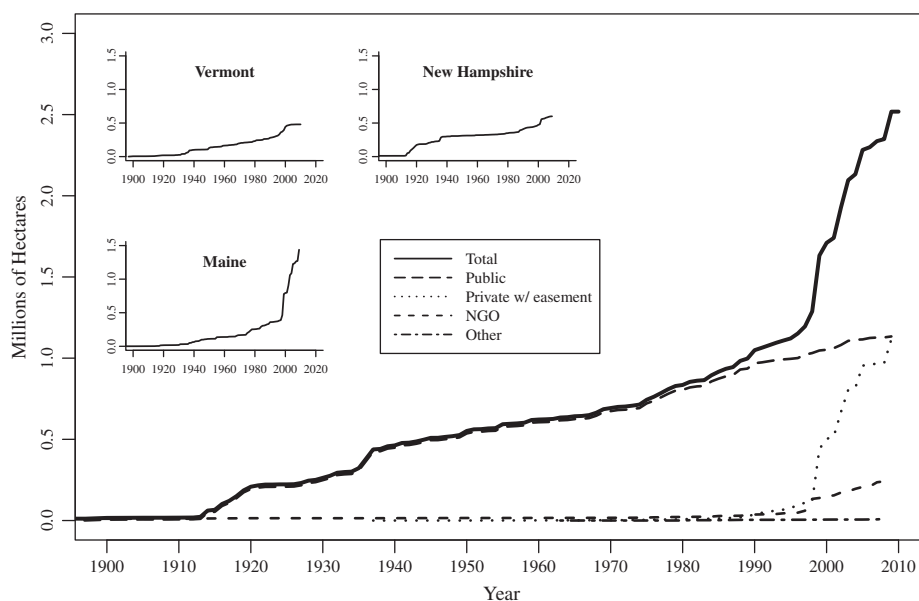 Vermont
0.0 0.5 1.0 1.5
1900 1920 1940 1960 1980 2000 2020
New Hampshire
0.0 0.5 1.0 1.5
1900 1920 1940 1960 1980 2000 2020
Maine
0.0 0.5 1.0 1.5
1900 1920 1940 1960 1980 2000 2020
Total
Public
Private w/ easement
NGO
Other
Millions of Hectares
3.0
2.5
2.0
1.5
1.0
0.5
0.0
1900 1910 1920 1930 1940 1950 1960 1970 1980 1990 2000 2010
Year